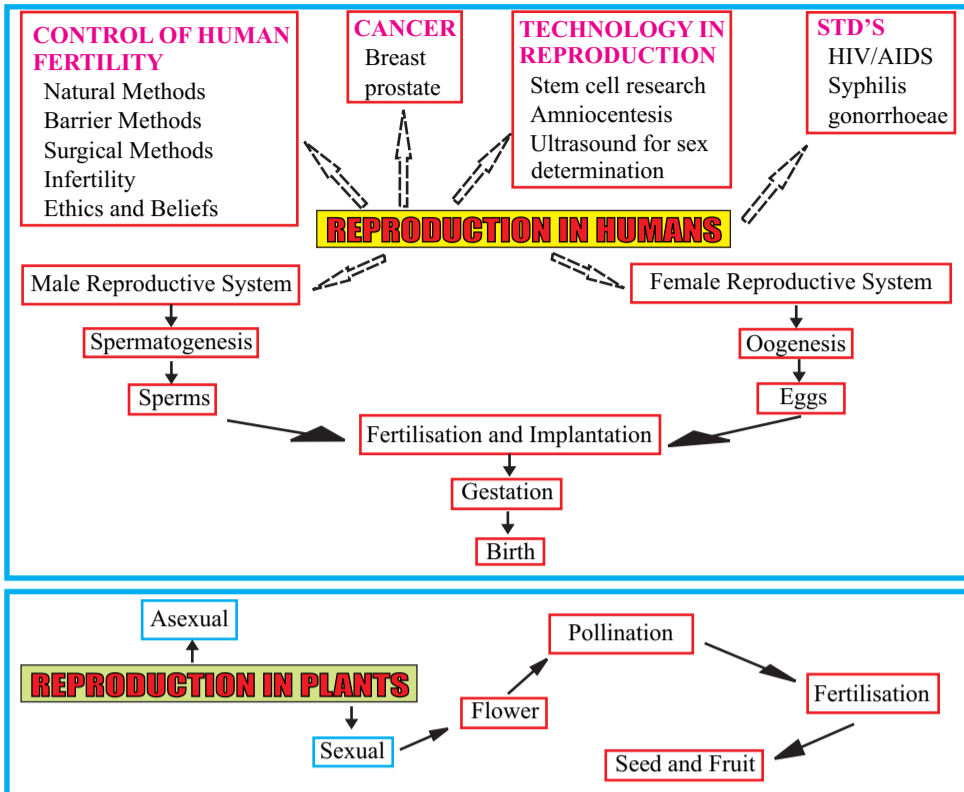 CONTROL OF HUMAN
FERTILITY
Natural Methods
Barrier Methods
Surgical Methods
Infertility
Ethics and Beliefs
CANCER
Breast
prostate
TECHNOLOGY IN
REPRODUCTION
Stem cell research
Amniocentesis
Ultrasound for sex
determination
STD'S
HIV/AIDS
Syphilis
gonorrhoeae
REPRODUCTION IN HUMANS
Male Reproductive System
Female Reproductive System
Spermatogenesis
Oogenesis
Sperms
Eggs
Fertilisation and Implantation
Gestation
Birth
Asexual
REPRODUCTION IN PLANTS
Sexual
Flower
Pollination
Fertilisation
Seed and Fruit